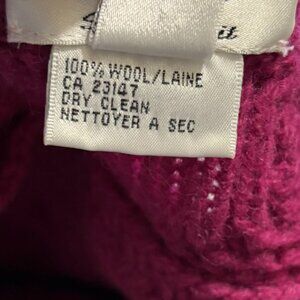 100% WOOL/LAINE
CA 23147
DRY CLEAN
NETTOYER A SEC